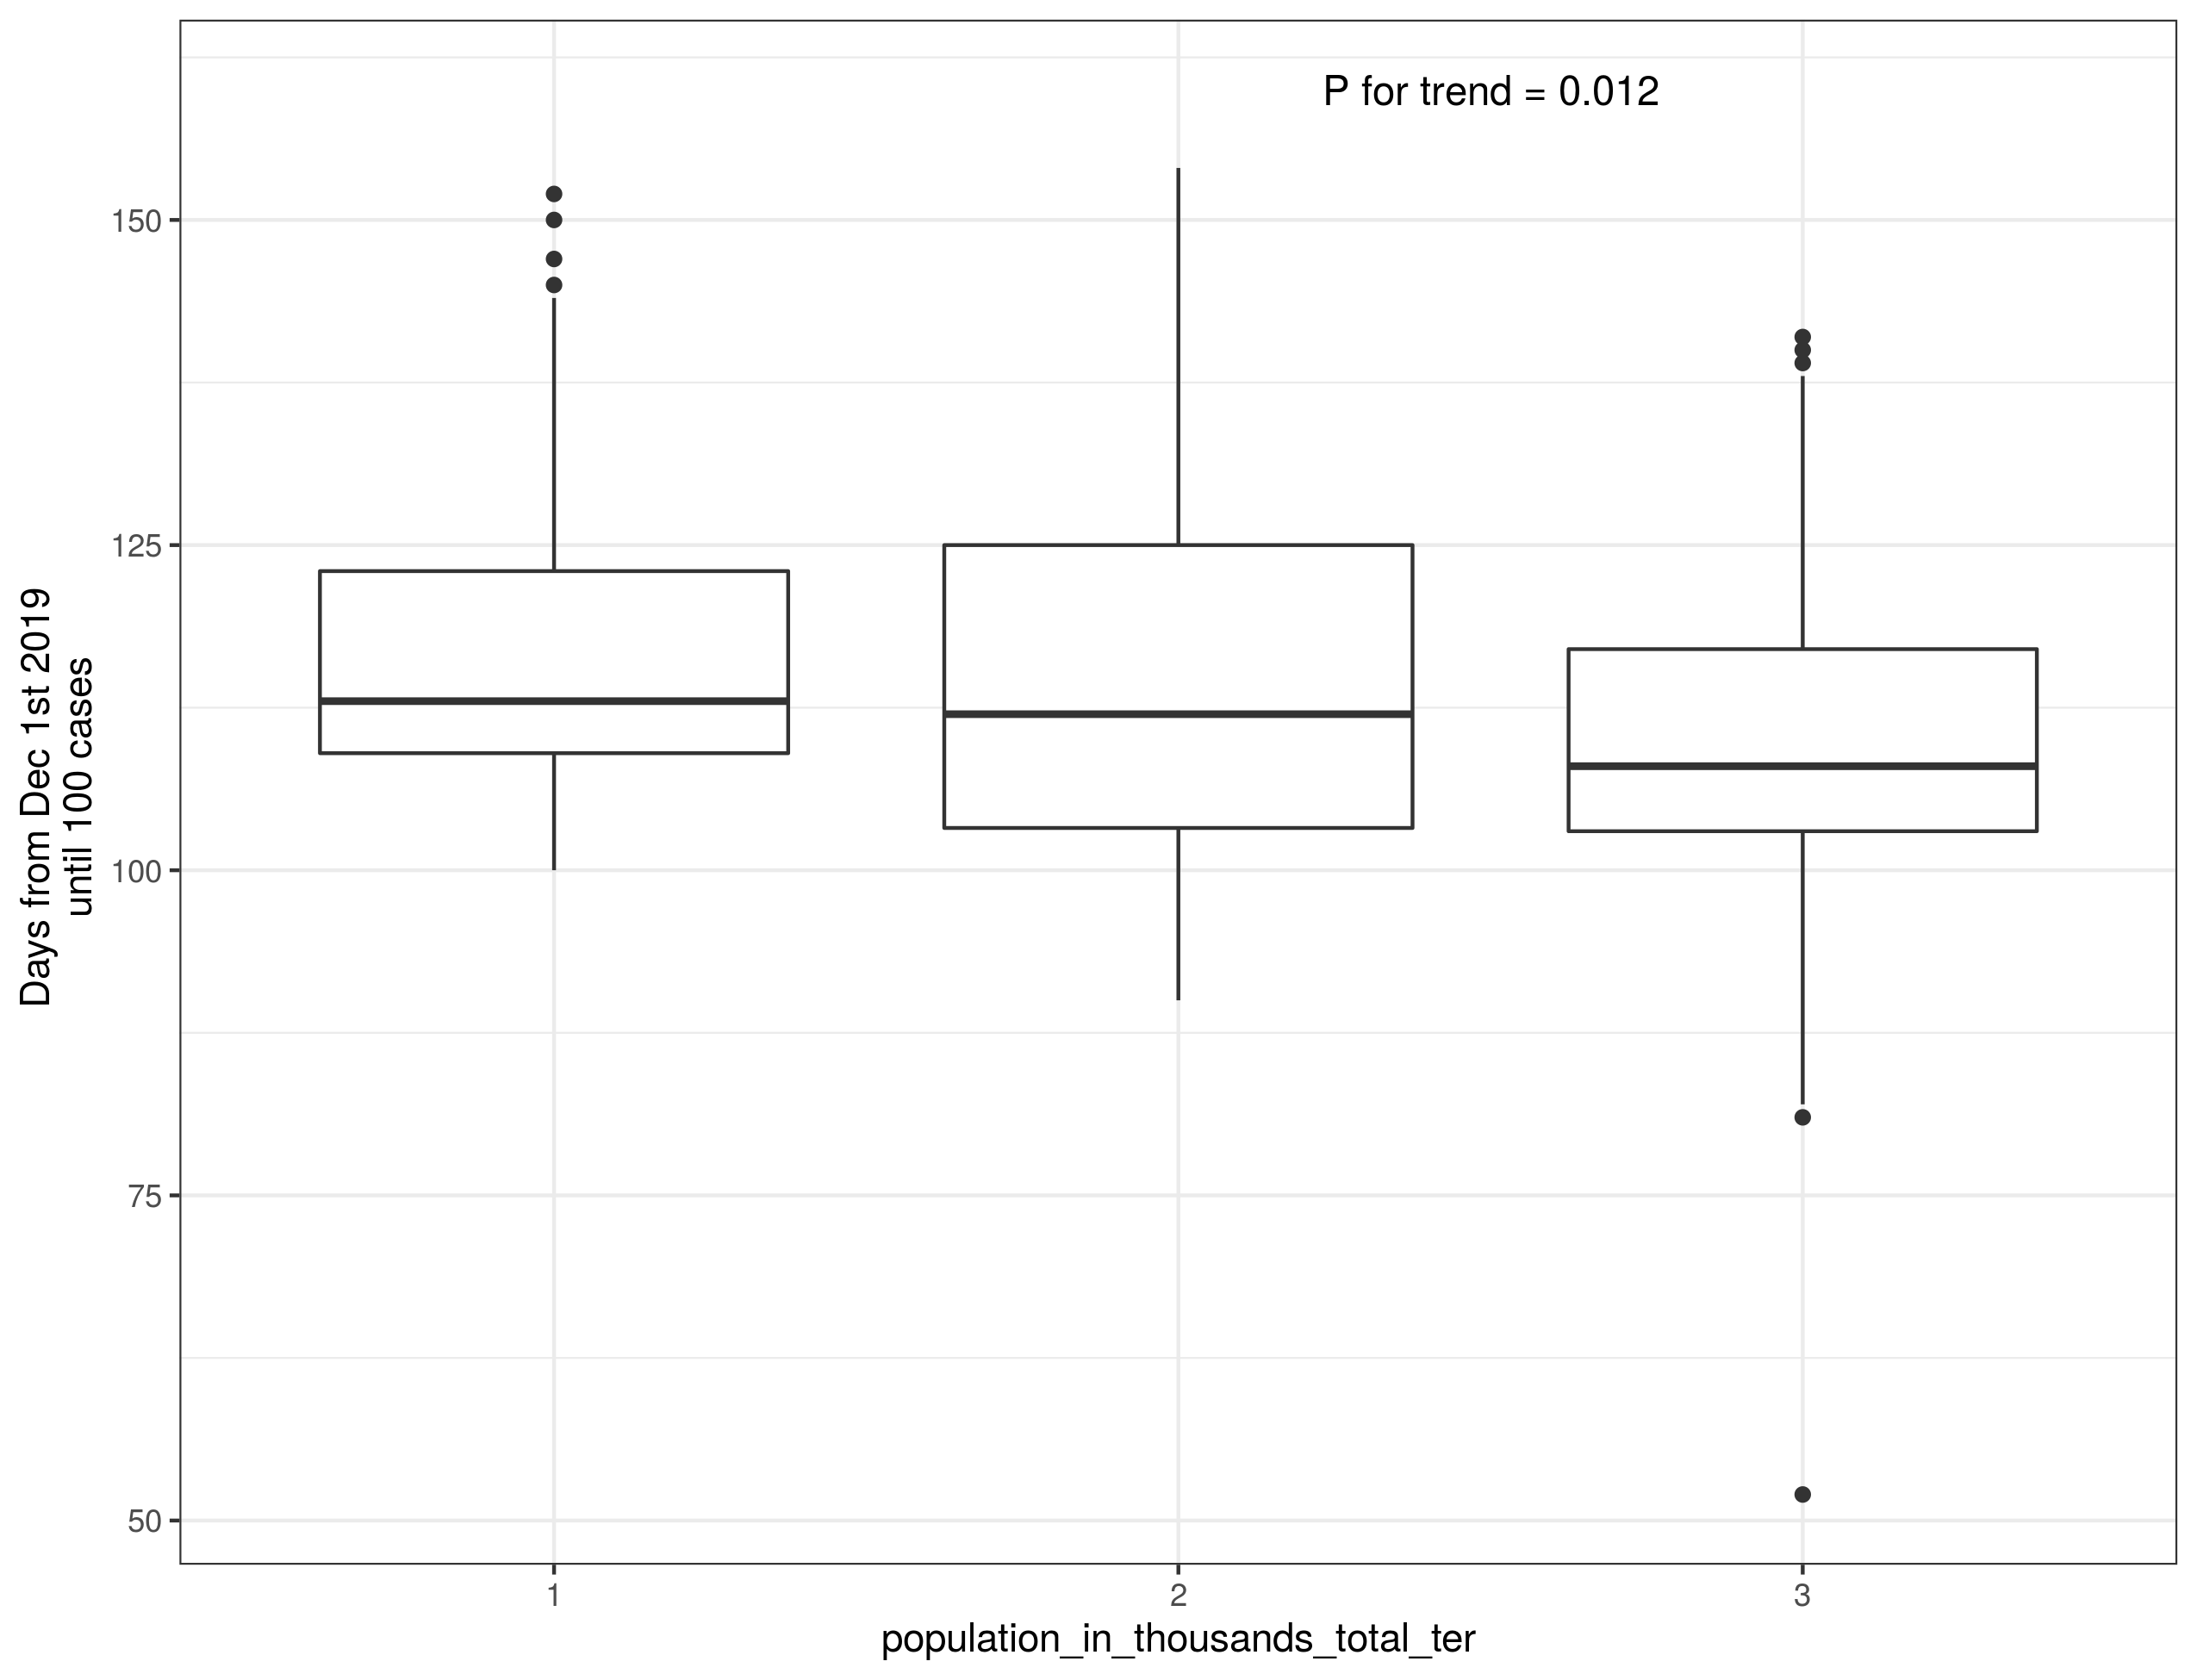 P for trend = 0.012
150
125
100
75
50
Days from Dec 1st 2019
until 100 cases
1
2
3
population_in_thousands_total_ter